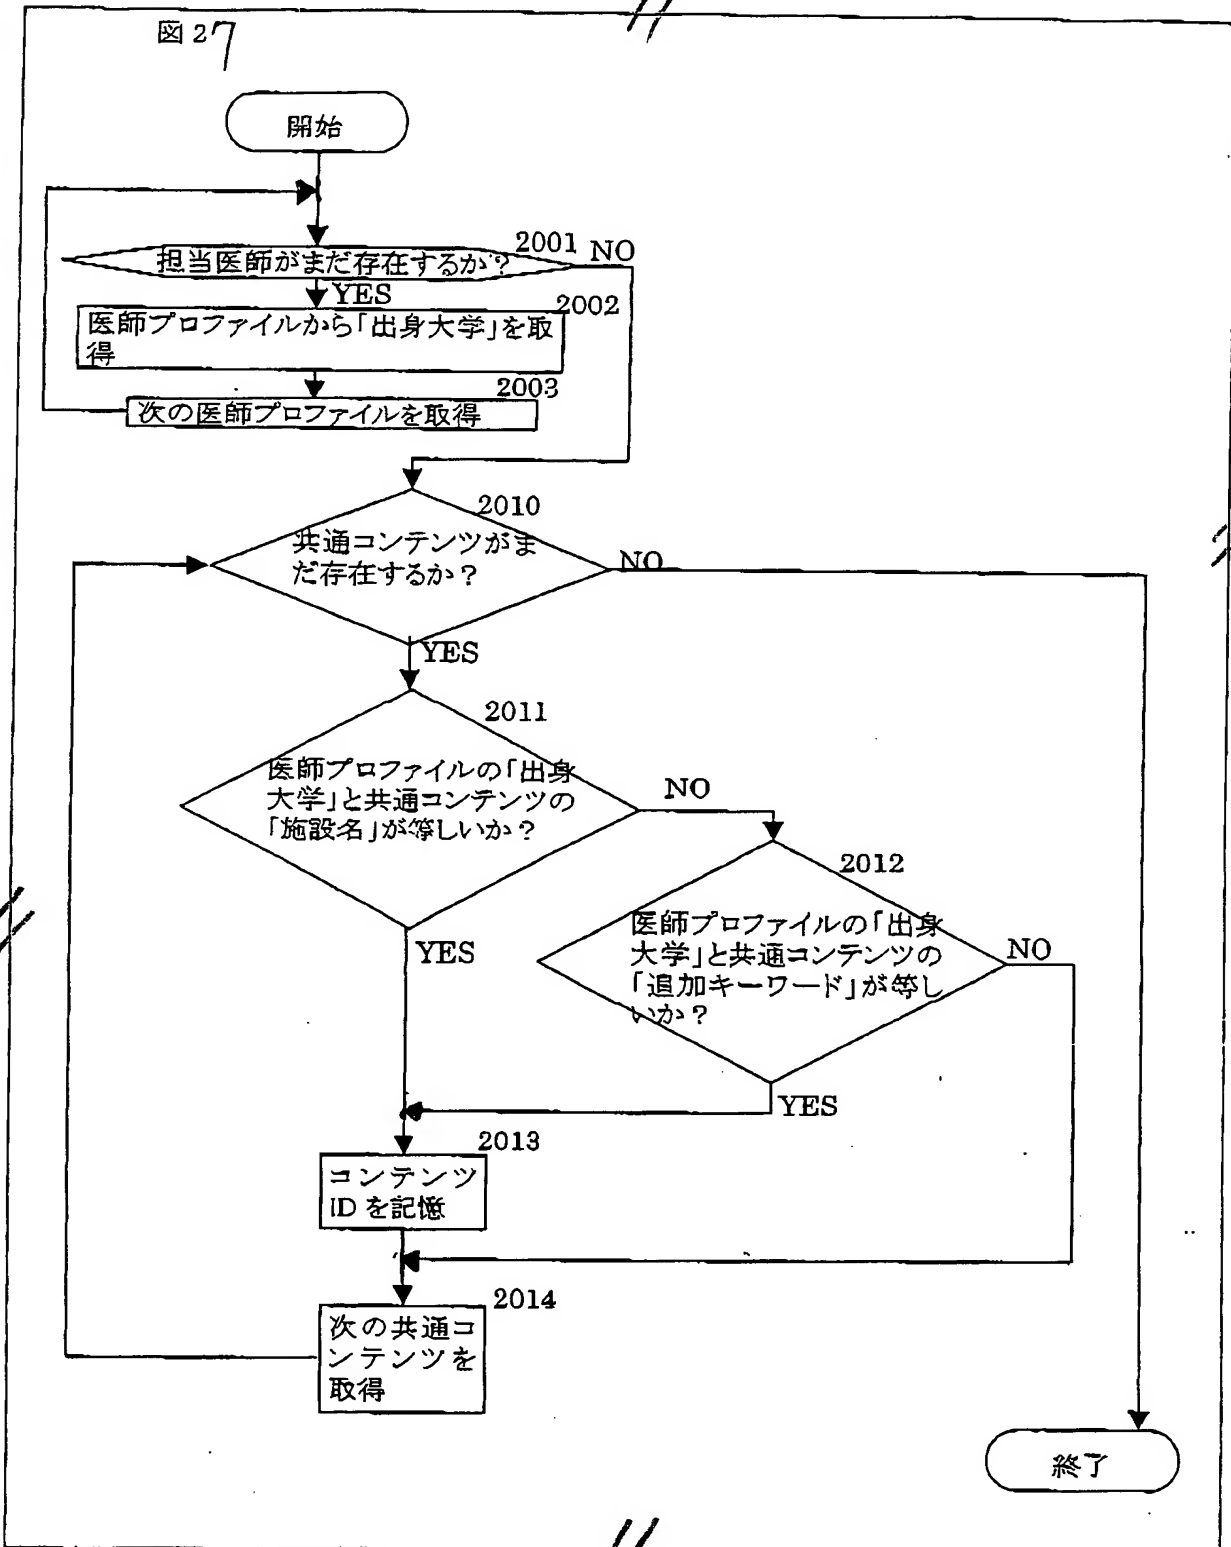 図 27
開始
2001
NO
担当医師がまだ存在するか?
YES
2002
医師プロファイルから「出身大学」を取
得
2003
次の医師プロファイルを取得
2010
共通コンテンツがま
だ存在するか?
NO
YES
2011
医師プロファイルの「出身
大学」と共通コンテンツの
「施設名」が等しいか?
NO
2012
医師プロファイルの「出身
大学」と共通コンテンツの
「追加キーワード」が等し
いか?
NO
YES
YES
2013
コンテンツ
ID を記憶
2014
次の共通コ
ンテンツを
取得
終了